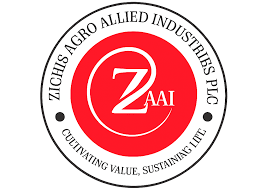 ZICHIS AGRO ALLIED INDUSTRIES PLC
ZAAI
CULTIVATING VALUE, SUSTAINING LIFE.